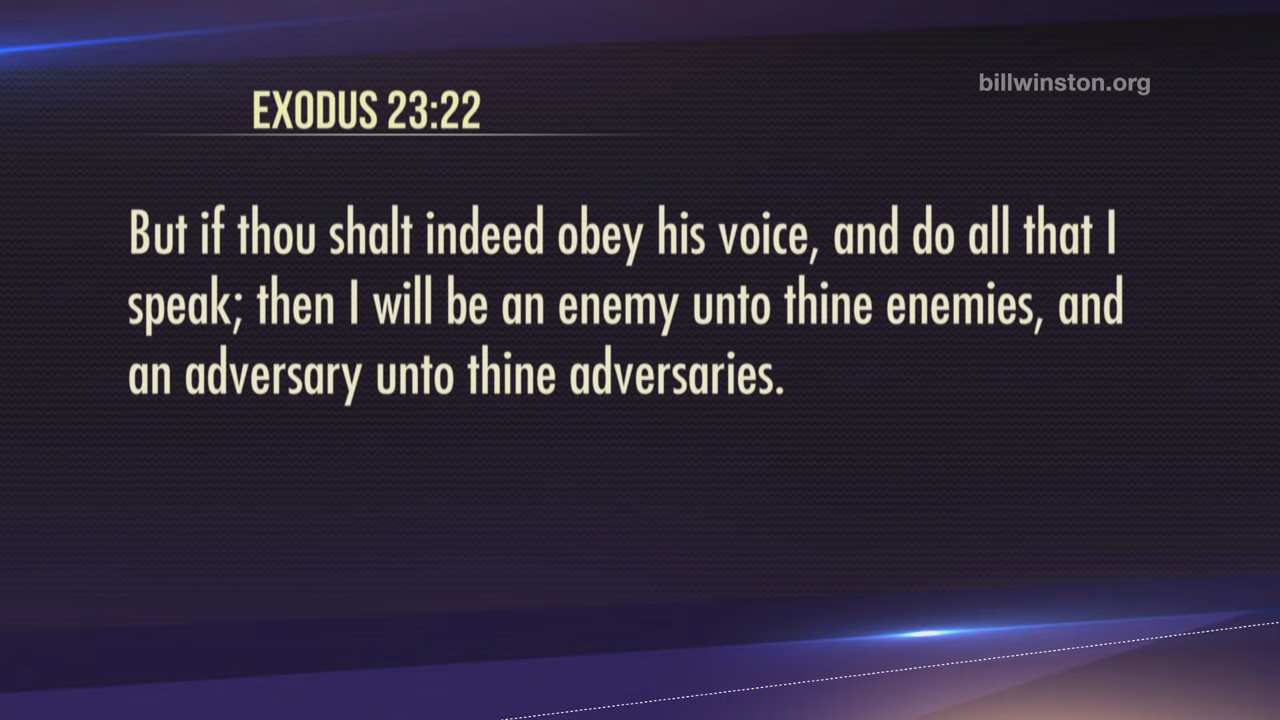 billwinston.org
EXODUS 23:22
But if thou shalt indeed obey his voice, and do all that I
speak; then I will be an enemy unto thine enemies, and
an adversary unto thine adversaries.